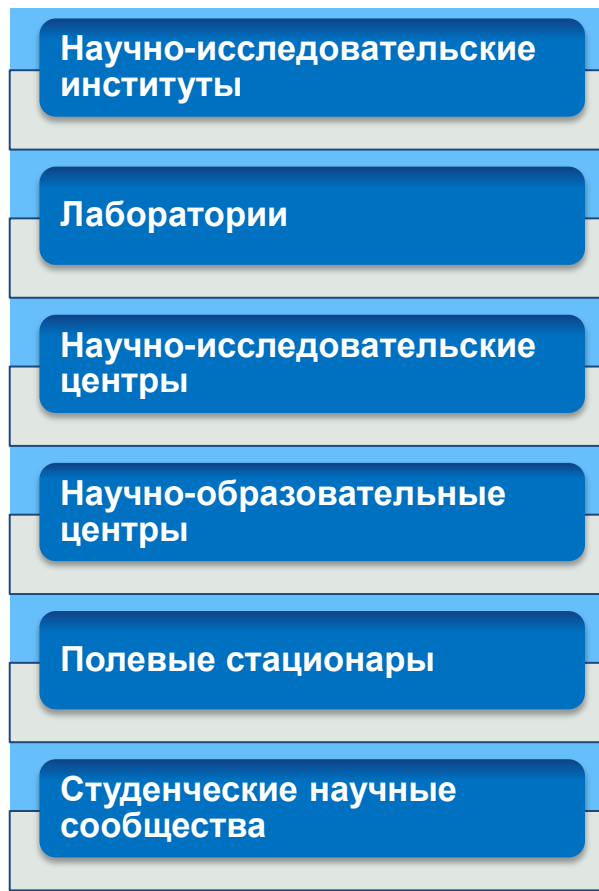 Научно-исследовательские
институты
Лаборатории
Научно-исследовательские
центры
Научно-образовательные
центры
Полевые стационары
Студенческие научные
сообщества